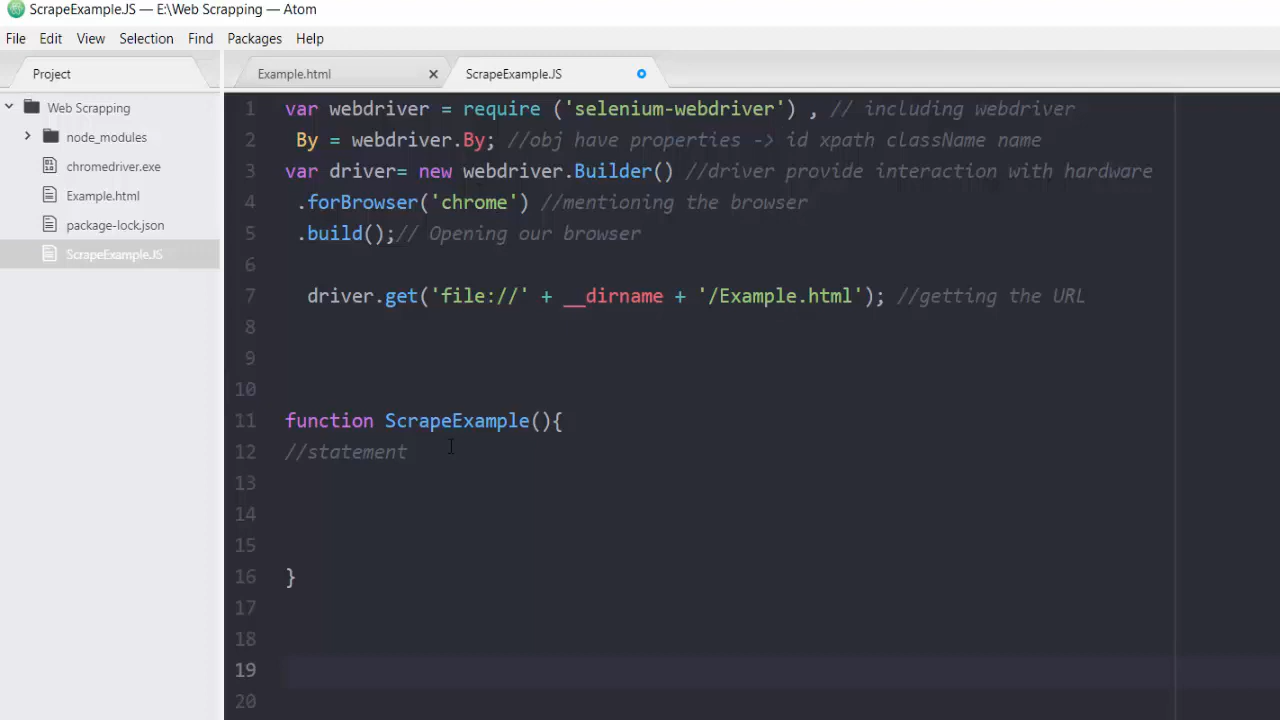 ScrapeExample.JS — E:\Web Scrapping — Atom
File Edit View Selection Find Packages Help
Project
Example.html
ScrapeExample.JS
Web Scrapping
node_modules
chromedriver.exe
Example.html
package-lock.json
ScrapeExample.JS
1 var webdriver = require ('selenium-webdriver') , // including webdriver
2 By = webdriver.By; //obj have properties -> id xpath className name
3 var driver= new webdriver.Builder() //driver provide interaction with hardware
4 .forBrowser('chrome') //mentioning the browser
5 .build();// Opening our browser
6
7 driver.get('file://' + __dirname + '/Example.html'); //getting the URL
8
9
10
11 function ScrapeExample(){
12 //statement
13
14
15
16 }
17
18
19
20